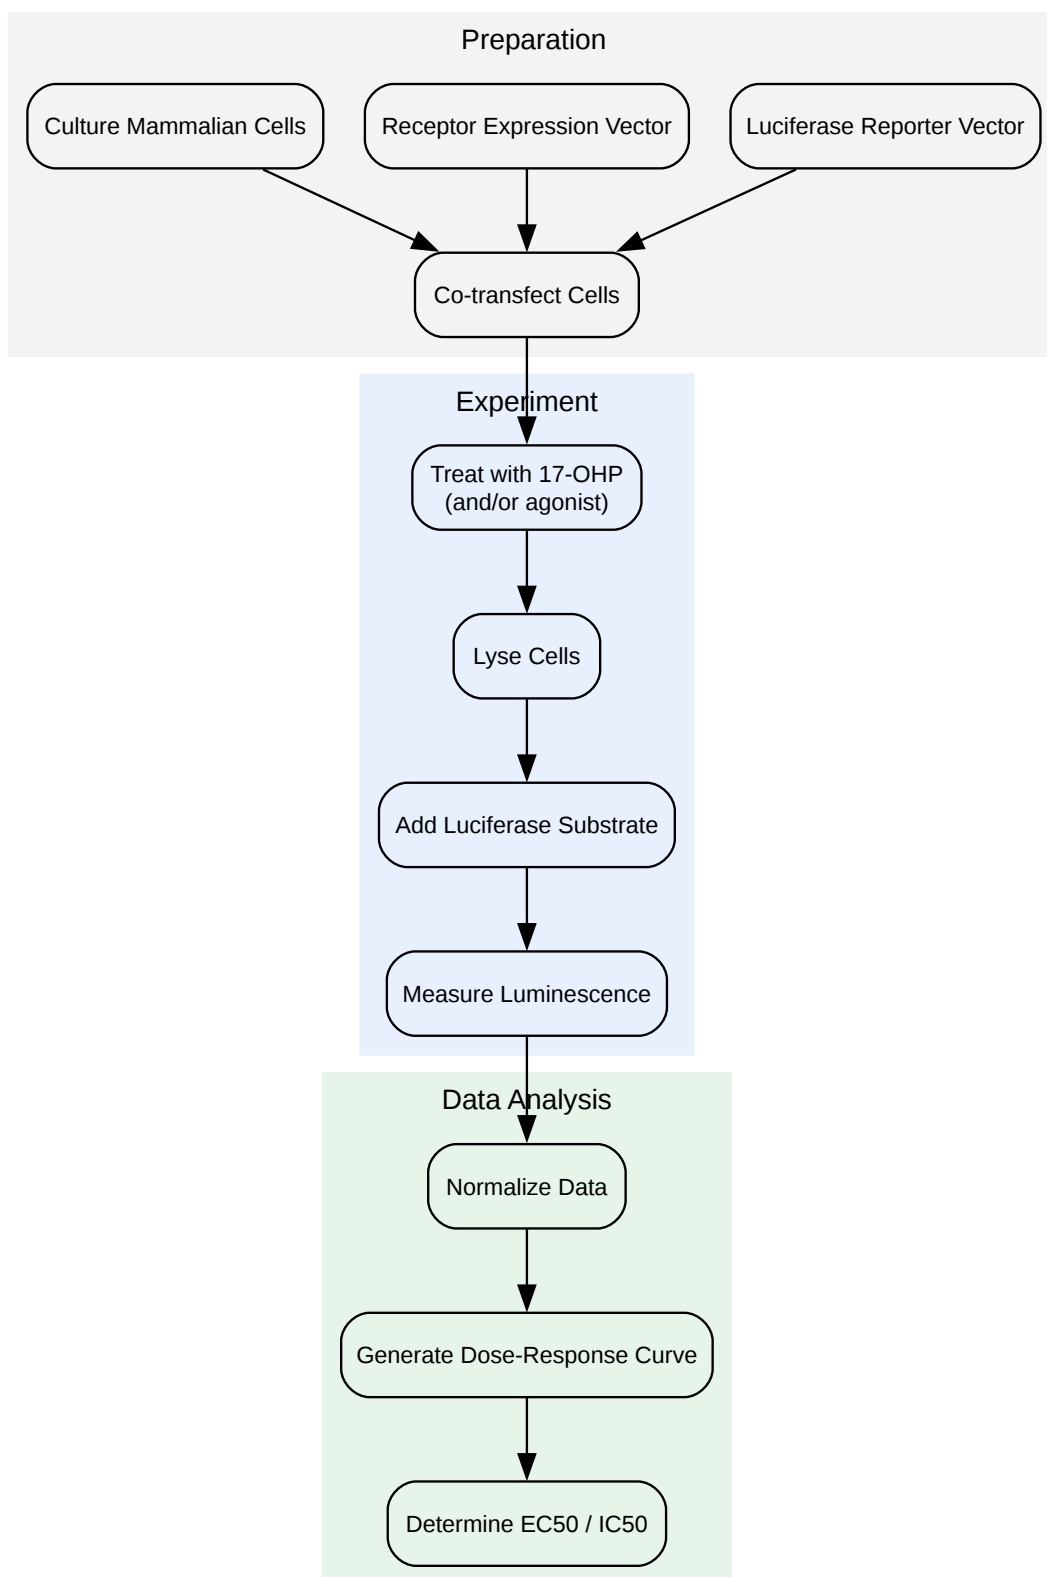 Preparation
Culture Mammalian Cells
Receptor Expression Vector
Luciferase Reporter Vector
Co-transfect Cells
Experiment
Treat with 17-OHP
(and/or agonist)
Lyse Cells
Add Luciferase Substrate
Measure Luminescence
Data Analysis
Normalize Data
Generate Dose-Response Curve
Determine EC50 / IC50